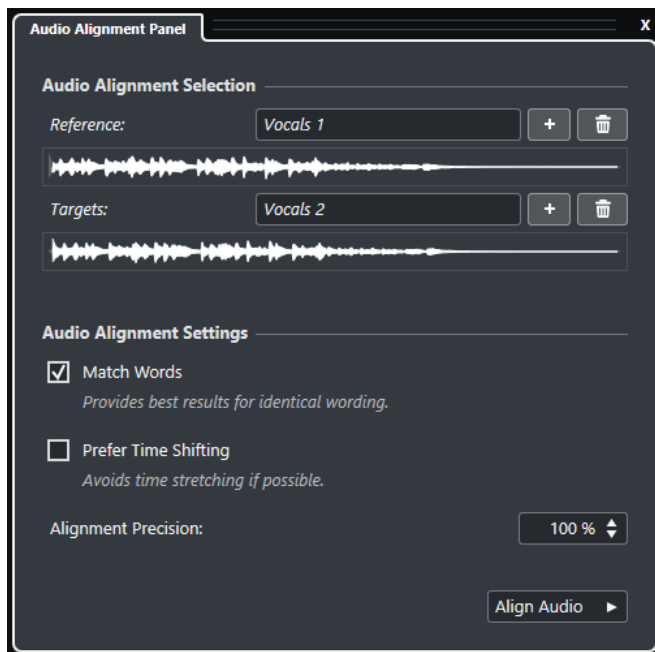 Audio Alignment Panel X
Audio Alignment Selection
Reference: Vocals 1 +
Targets: Vocals 2 +
Audio Alignment Settings
Match Words
Provides best results for identical wording.
Prefer Time Shifting
Avoids time stretching if possible.
Alignment Precision: 100 %
Align Audio